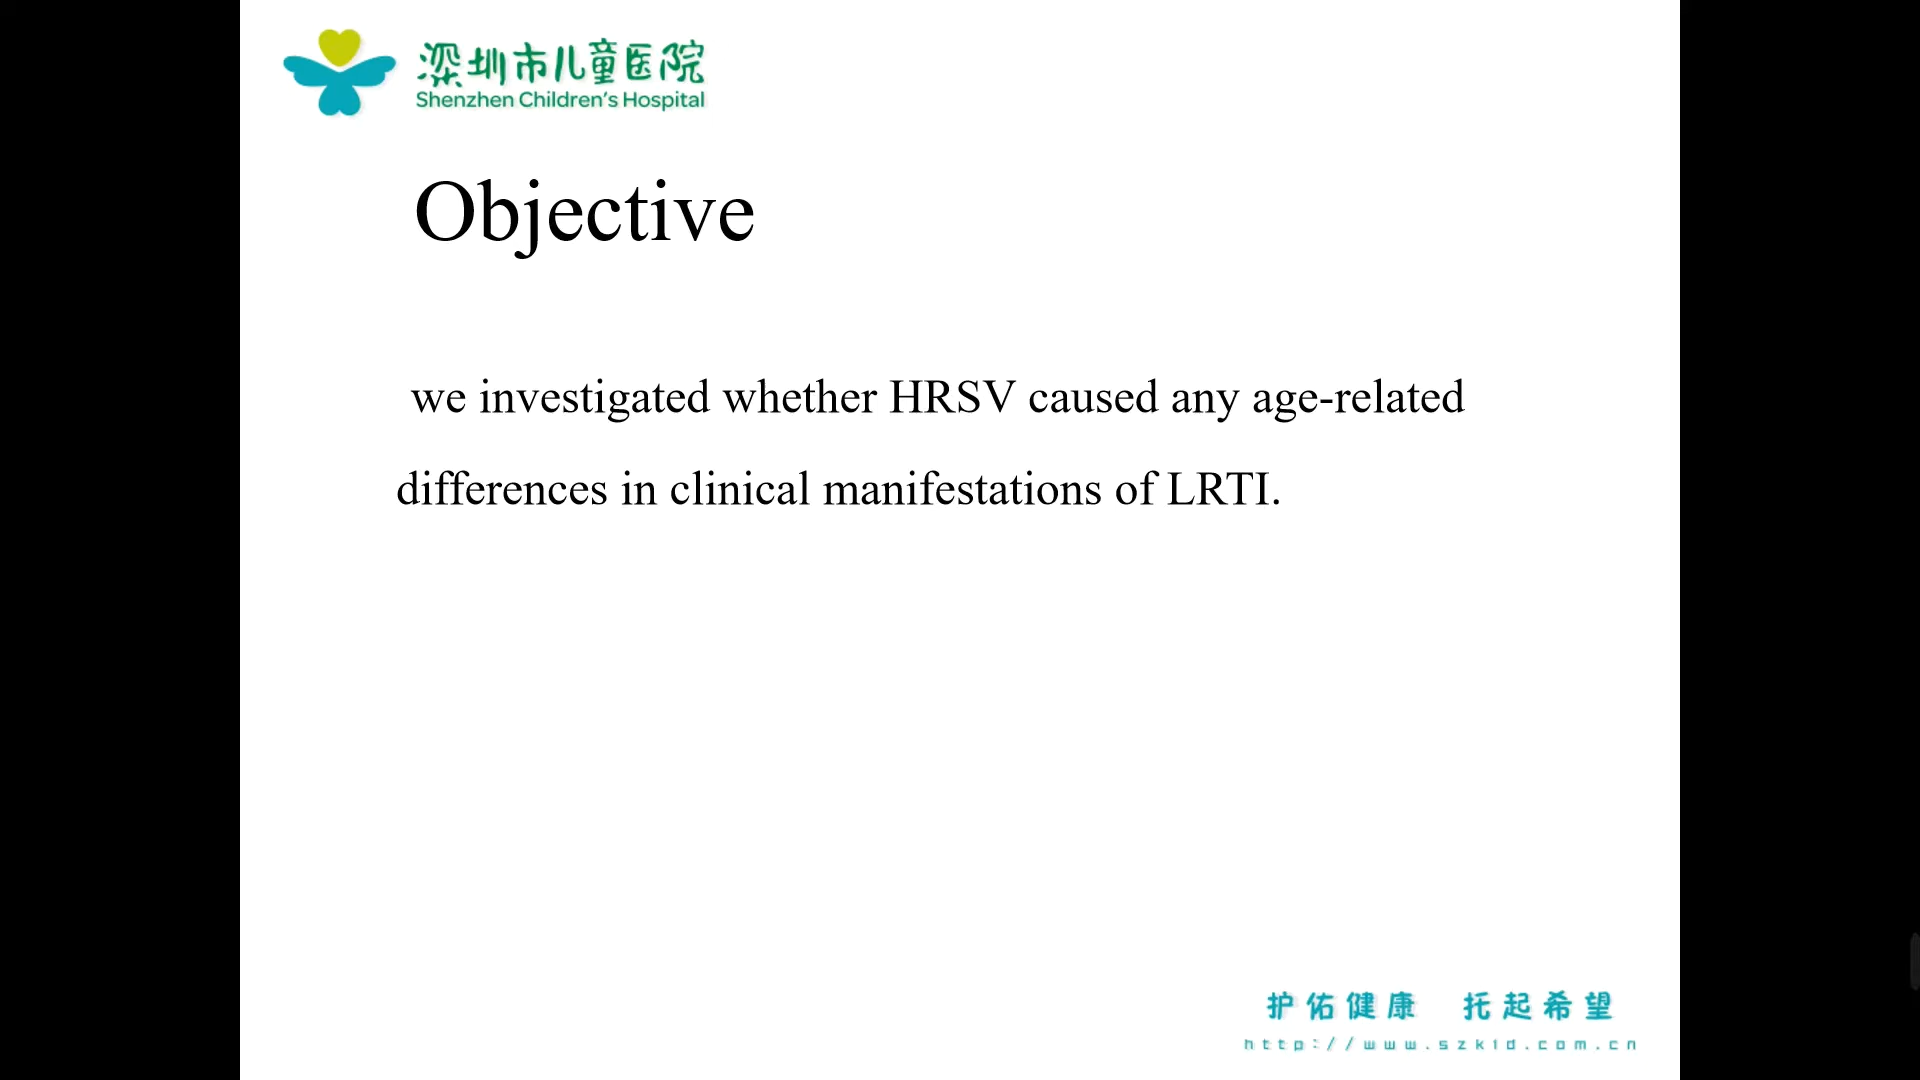 深圳市儿童医院
Shenzhen Children's Hospital
Objective
we investigated whether HRSV caused any age-related
differences in clinical manifestations of LRTI.
护佑健康 托起希望
http://www.szkid.com.cn